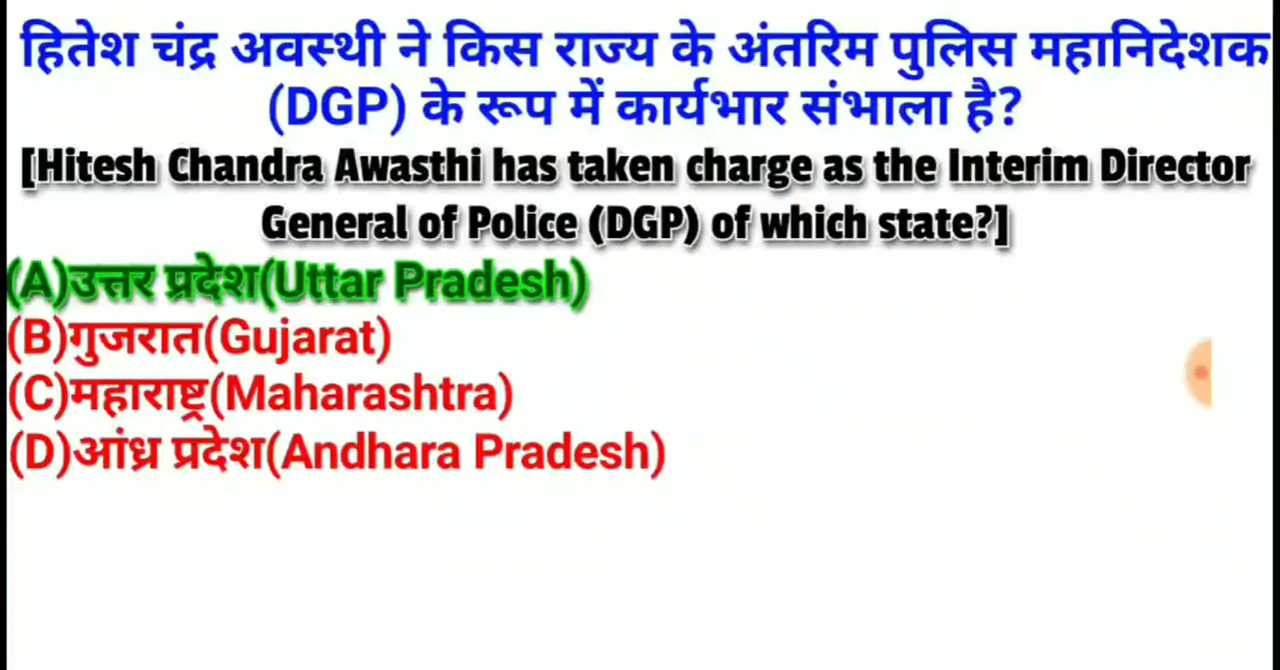 हितेश चंद्र अवस्थी ने किस राज्य के अंतरिम पुलिस महानिदेशक
(DGP) के रूप में कार्यभार संभाला है?
[Hitesh Chandra Awasthi has taken charge as the Interim Director
General of Police (DGP) of which state?]
(A)उत्तर प्रदेश(Uttar Pradesh)
(B)गुजरात(Gujarat)
(C)महाराष्ट्र(Maharashtra)
(D)आंध्र प्रदेश(Andhara Pradesh)